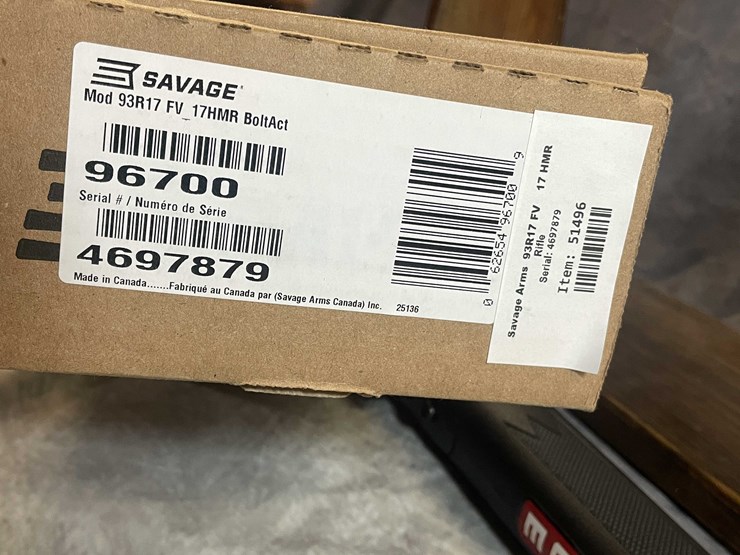 SAVAGE
Mod 93R17 FV_17HMR BoltAct
96700
Serial # / Numéro de Série
4697879
Made in Canada.......Fabriqué au Canada par (Savage Arms Canada) Inc. 25136
0 62654 96700 9
Savage Arms 93R17 FV 17 HMR
Rifle
Serial: 4697879
Item: 51496